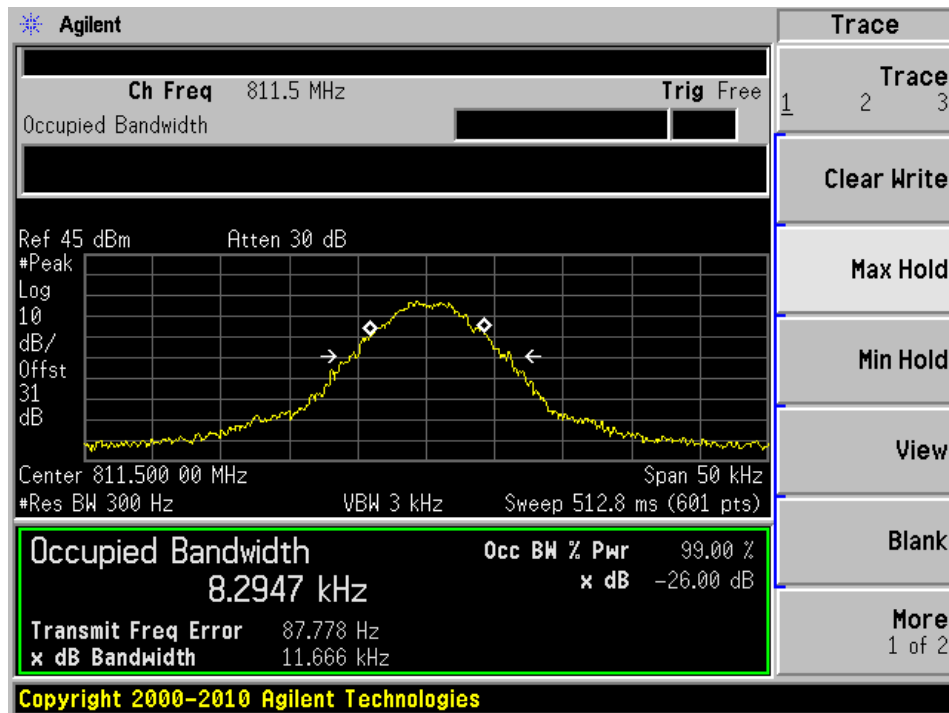 Agilent
Trace
Ch Freq 811.5 MHz Trig Free
Occupied Bandwidth
Trace
1 2 3
Clear Write
Max Hold
Min Hold
View
Blank
More
1 of 2
Ref 45 dBm Atten 30 dB
#Peak
Log
10
dB/
Offst
31
dB
Center 811.500 00 MHz Span 50 kHz
#Res BW 300 Hz VBW 3 kHz Sweep 512.8 ms (601 pts)
Occupied Bandwidth
8.2947 kHz
Occ BW % Pwr 99.00 %
x dB -26.00 dB
Transmit Freq Error 87.778 Hz
x dB Bandwidth 11.666 kHz
Copyright 2000-2010 Agilent Technologies